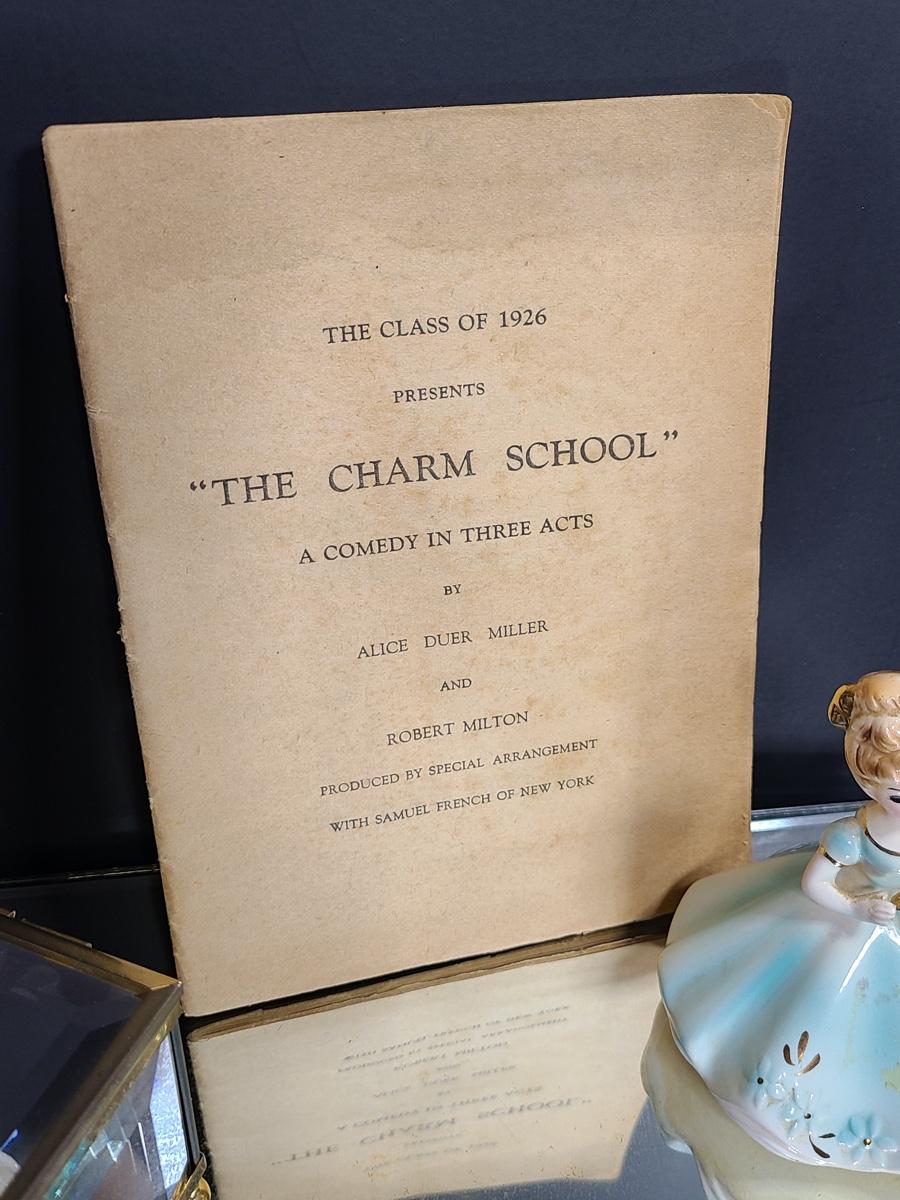 THE CLASS OF 1926
PRESENTS
“THE CHARM SCHOOL”
A COMEDY IN THREE ACTS
BY
ALICE DUER MILLER
AND
ROBERT MILTON
PRODUCED BY SPECIAL ARRANGEMENT
WITH SAMUEL FRENCH OF NEW YORK